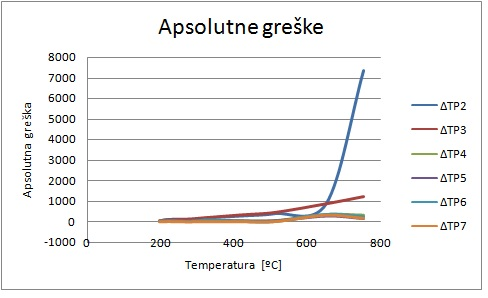 Apsolutne greške
Apsolutna greška
8000
7000
6000
5000
4000
3000
2000
1000
0
-1000
0
200
400
600
800
Temperatura [ºC]
ΔTP2
ΔTP3
ΔTP4
ΔTP5
ΔTP6
ΔTP7